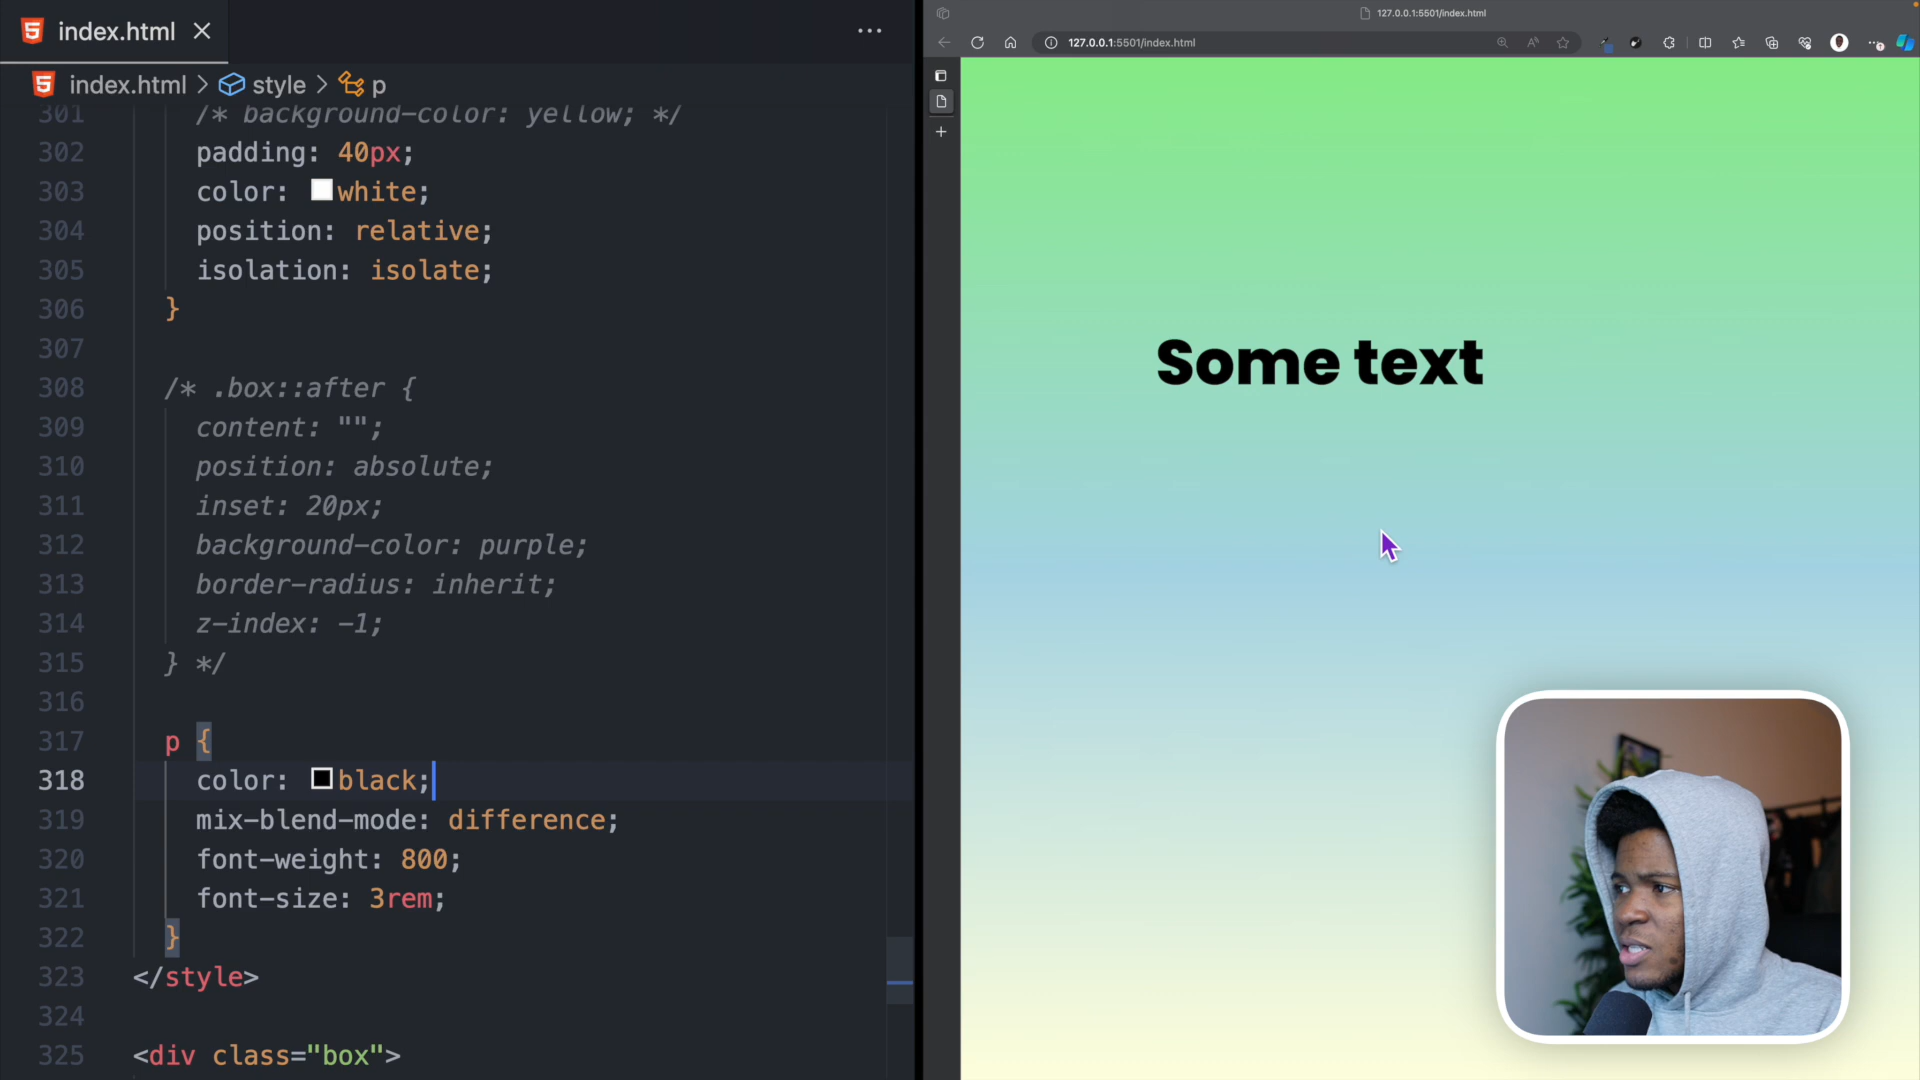 index.html
index.html > style > p
301 /* background-color: yellow; */
302 padding: 40px;
303 color: white;
304 position: relative;
305 isolation: isolate;
306 }
307
308 /* .box::after {
309 content: "";
310 position: absolute;
311 inset: 20px;
312 background-color: purple;
313 border-radius: inherit;
314 z-index: -1;
315 } */
316
317 p {
318 color: black;
319 mix-blend-mode: difference;
320 font-weight: 800;
321 font-size: 3rem;
322 }
323 </style>
324
325 <div class="box">
127.0.0.1:5501/index.html
127.0.0.1:5501/index.html
Some text